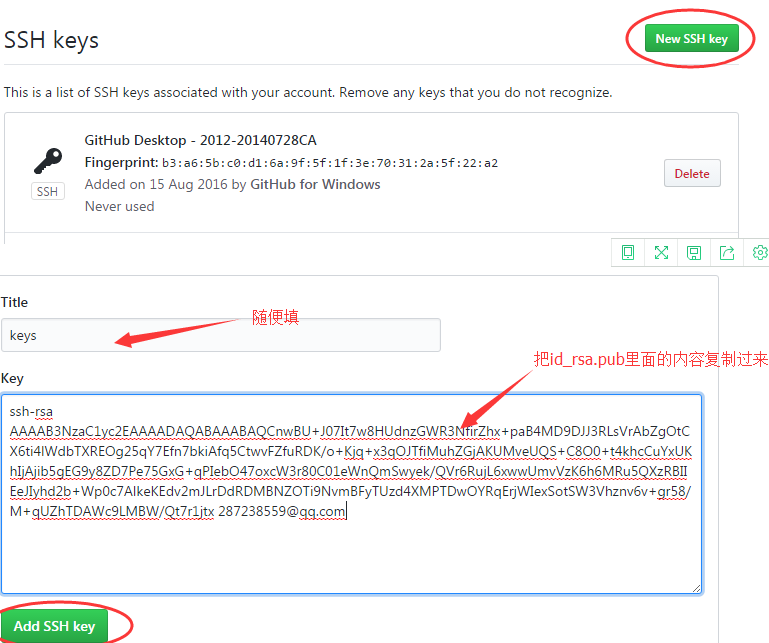 SSH keys
New SSH key
This is a list of SSH keys associated with your account. Remove any keys that you do not recognize.
GitHub Desktop - 2012-20140728CA
Fingerprint: b3:a6:5b:c0:d1:6a:9f:5f:1f:3e:70:31:2a:5f:22:a2
Added on 15 Aug 2016 by GitHub for Windows
Never used
SSH
Delete
Title
随便填
keys
把id_rsa.pub里面的内容复制过来
Key
ssh-rsa
AAAAB3NzaC1yc2EAAAADAQABAAABAQCnwBU+J07It7w8HUdnzGWR3NfirZhx+paB4MD9DJJ3RLsVrAbZgOtC
X6ti4lWdbTXREOg25qY7Efn7bkiAfq5CtwvFZfuRDK/o+Kjq+x3qOJTfiMuhZGjAKUMveUQS+C8O0+t4khcCuYxUK
hIjAjib5qEG9y8ZD7Pe75GxG+qPIebO47oxcW3r80C01eWnQmSwyek/QVr6RujL6xwwUmvVzK6h6MRu5QXzRBII
EeJIyhd2b+Wp0c7AlkeKEdv2mJLrDdRDMBNZOTi9NvmBFyTUzd4XMPTDwOYRqErjWIexSotSW3Vhznv6v+gr58/
M+qUZhTDAWc9LMBW/Qt7r1jtx 287238559@qq.com
Add SSH key